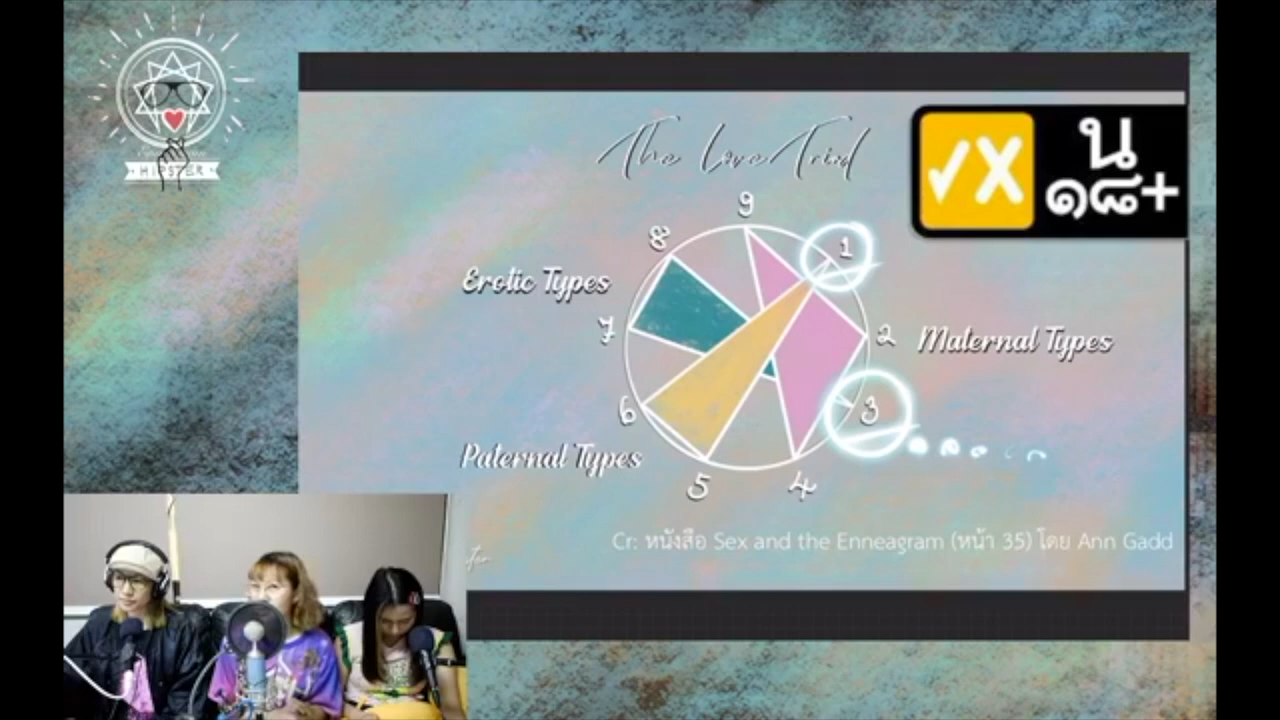 HIPSTER
The Love Triad
✓X
น
๑๘+
9
8
1
Erotic Types
7
2
Maternal Types
6
3
Paternal Types
5
4
Cr: หนังสือ Sex and the Enneagram (หน้า 35) โดย Ann Gadd
for